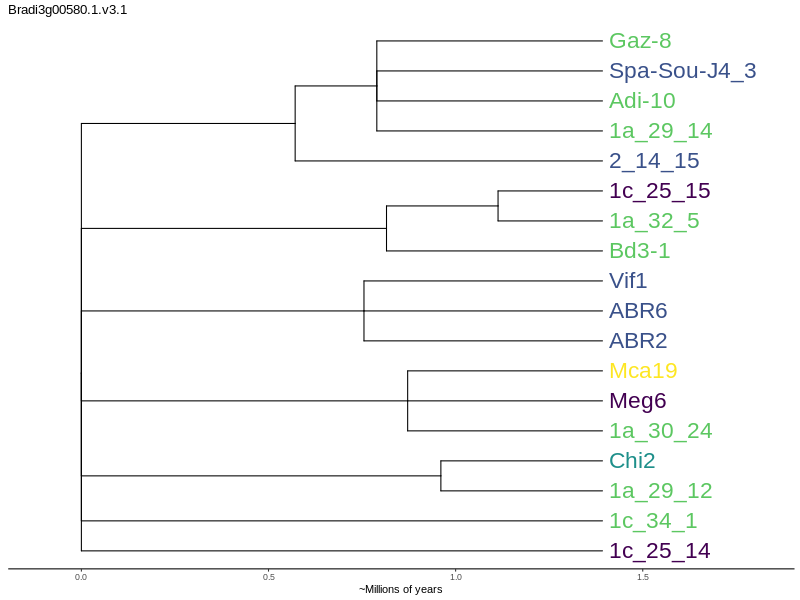 Bradi3g00580.1.v3.1
Gaz-8
Spa-Sou-J4_3
Adi-10
1a_29_14
2_14_15
1c_25_15
1a_32_5
Bd3-1
Vif1
ABR6
ABR2
Mca19
Meg6
1a_30_24
Chi2
1a_29_12
1c_34_1
1c_25_14
0.0 0.5 1.0 1.5
~Millions of years